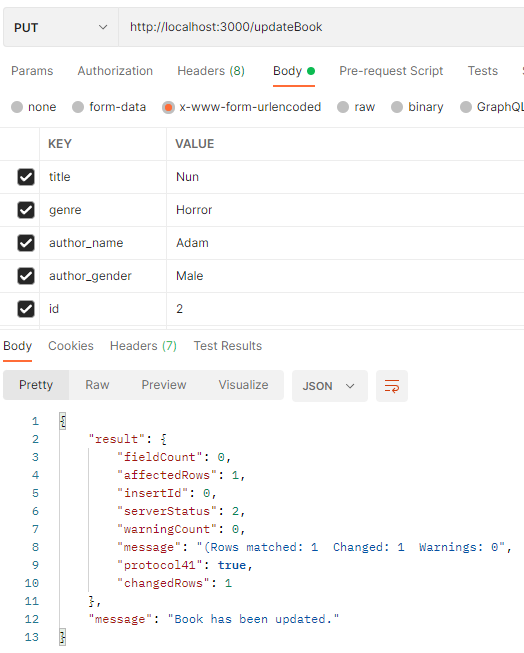 PUT http://localhost:3000/updateBook
Params Authorization Headers (8) Body Pre-request Script Tests
none form-data x-www-form-urlencoded raw binary GraphQL
KEY VALUE
title Nun
genre Horror
author_name Adam
author_gender Male
id 2
Body Cookies Headers (7) Test Results
Pretty Raw Preview Visualize JSON
1 {
2 "result": {
3 "fieldCount": 0,
4 "affectedRows": 1,
5 "insertId": 0,
6 "serverStatus": 2,
7 "warningCount": 0,
8 "message": "(Rows matched: 1  Changed: 1  Warnings: 0",
9 "protocol41": true,
10 "changedRows": 1
11 },
12 "message": "Book has been updated."
13 }